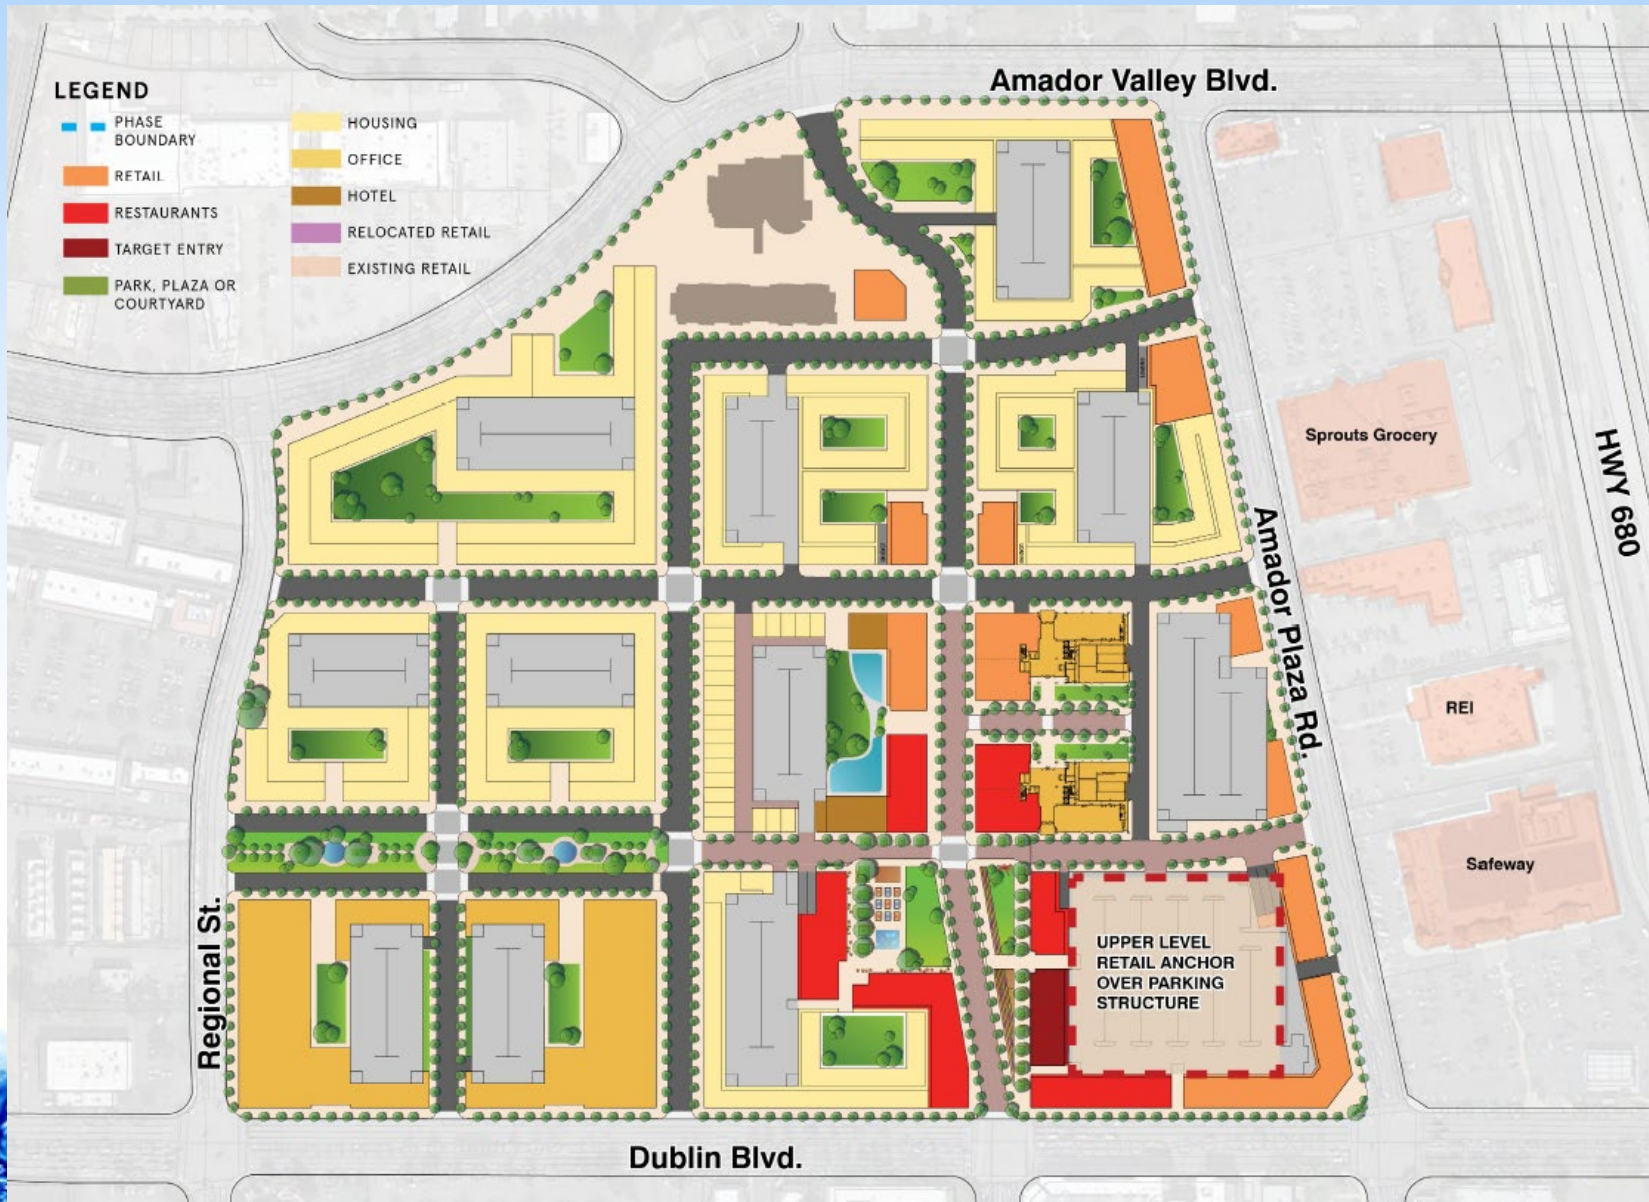 Amador Valley Blvd.
LEGEND
PHASE
BOUNDARY
RETAIL
RESTAURANTS
TARGET ENTRY
PARK, PLAZA OR
COURTYARD
HOUSING
OFFICE
HOTEL
RELOCATED RETAIL
EXISTING RETAIL
Sprouts Grocery
HWY 680
Amador Plaza Rd.
REI
Safeway
UPPER LEVEL
RETAIL ANCHOR
OVER PARKING
STRUCTURE
Regional St.
Dublin Blvd.